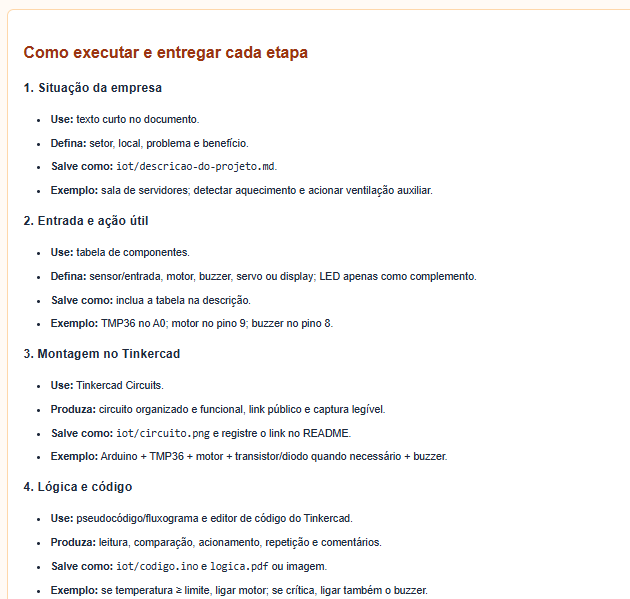 Como executar e entregar cada etapa
1. Situação da empresa
• Use: texto curto no documento.
• Defina: setor, local, problema e benefício.
• Salve como: iot/descricao-do-projeto.md.
• Exemplo: sala de servidores; detectar aquecimento e acionar ventilação auxiliar.
2. Entrada e ação útil
• Use: tabela de componentes.
• Defina: sensor/entrada, motor, buzzer, servo ou display; LED apenas como complemento.
• Salve como: inclua a tabela na descrição.
• Exemplo: TMP36 no A0; motor no pino 9; buzzer no pino 8.
3. Montagem no Tinkercad
• Use: Tinkercad Circuits.
• Produza: circuito organizado e funcional, link público e captura legível.
• Salve como: iot/circuito.png e registre o link no README.
• Exemplo: Arduino + TMP36 + motor + transistor/diodo quando necessário + buzzer.
4. Lógica e código
• Use: pseudocódigo/fluxograma e editor de código do Tinkercad.
• Produza: leitura, comparação, acionamento, repetição e comentários.
• Salve como: iot/codigo.ino e logica.pdf ou imagem.
• Exemplo: se temperatura ≥ limite, ligar motor; se crítica, ligar também o buzzer.